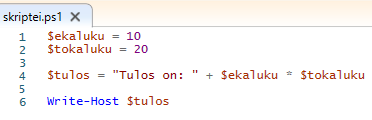 skriptei.ps1 X
1 $ekaluku = 10
2 $tokaluku = 20
3
4 $tulos = "Tulos on: " + $ekaluku * $tokaluku
5
6 Write-Host $tulos